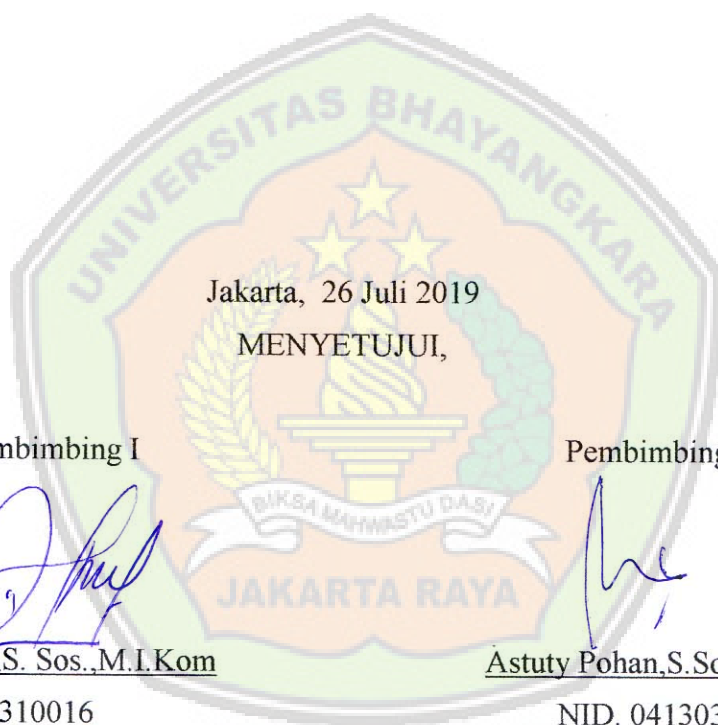 UNIVERSITAS BHAYANGKARA
Jakarta, 26 Juli 2019
MENYETUJUI,
mbimbing I
Pembimbing
BIKSA MAHWASTU DASI
JAKARTA RAYA
,S. Sos.,M.I.Kom
Astuty Pohan,S.So
310016
NID. 041303